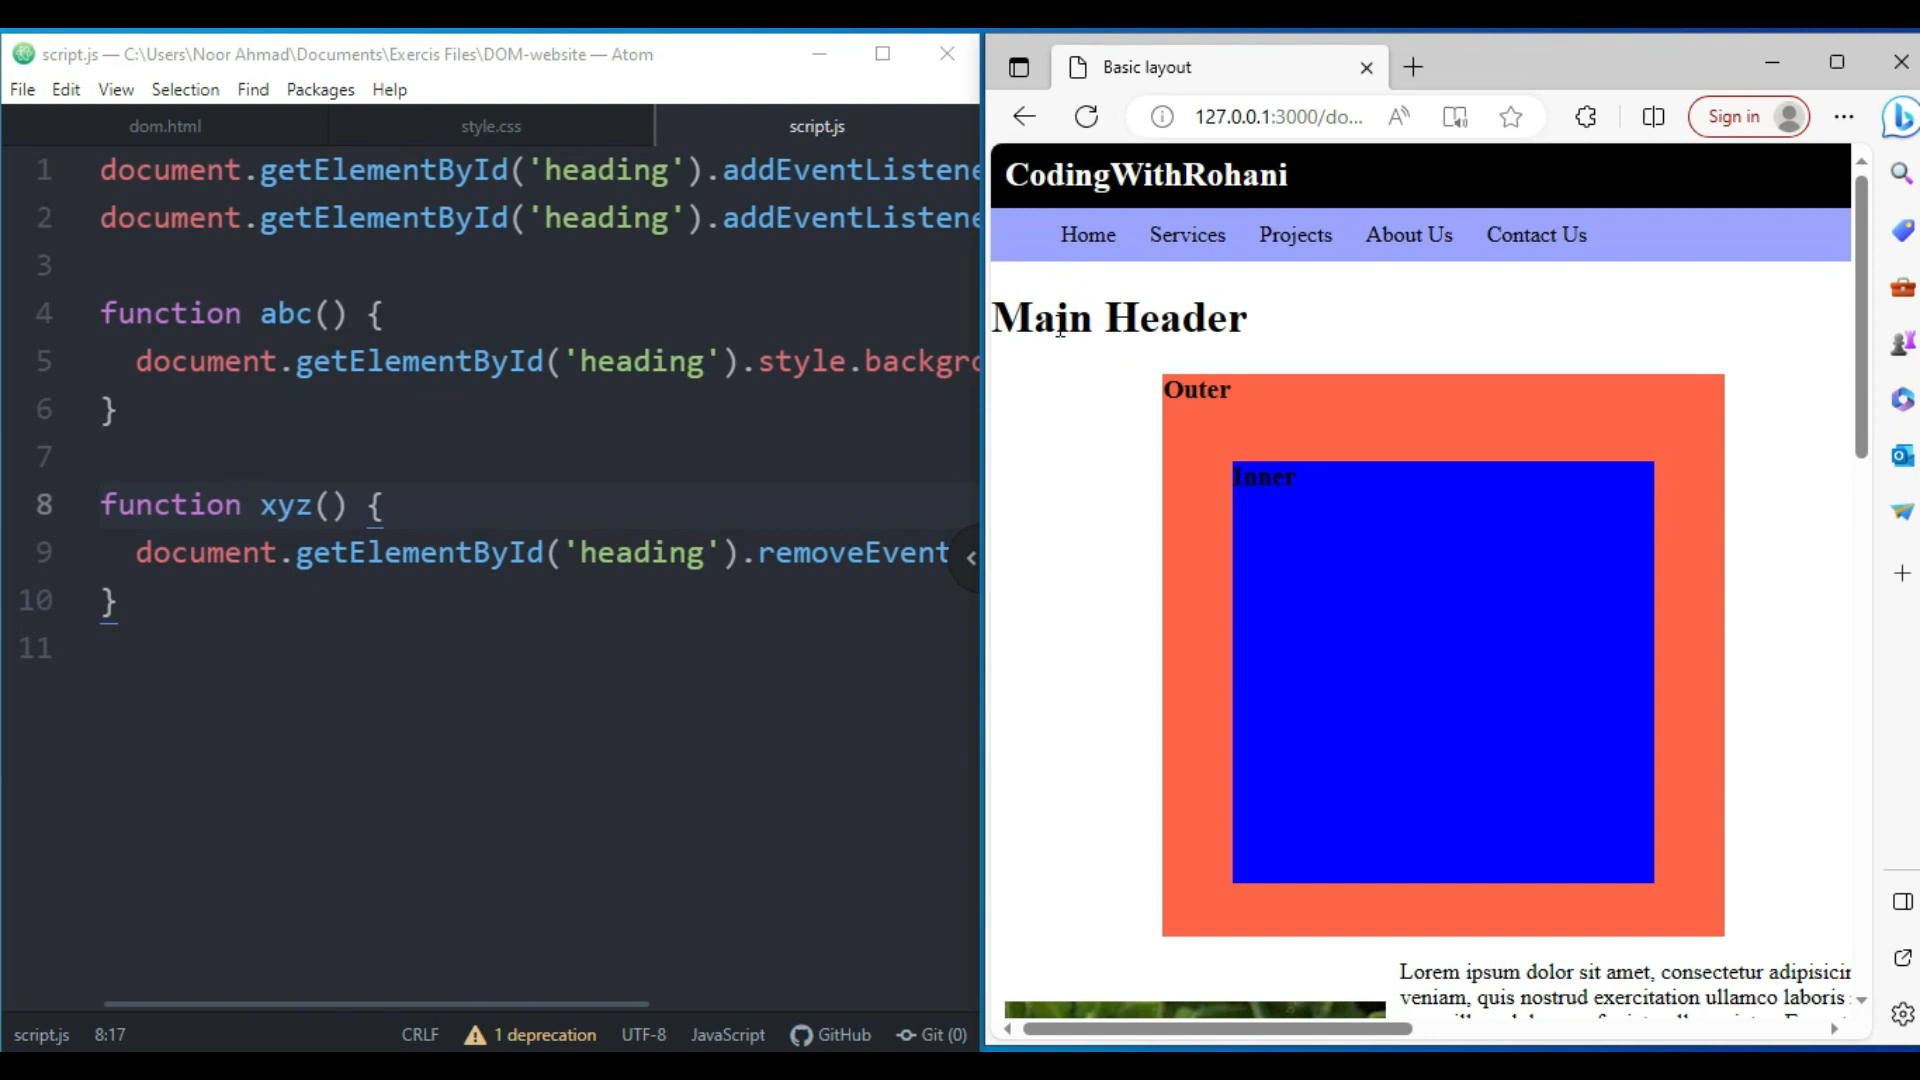 script.js — C:\Users\Noor Ahmad\Documents\Exercis Files\DOM-website — Atom
File Edit View Selection Find Packages Help
dom.html style.css script.js
1 document.getElementById('heading').addEventListene
2 document.getElementById('heading').addEventListene
3
4 function abc() {
5 document.getElementById('heading').style.backgro
6 }
7
8 function xyz() {
9 document.getElementById('heading').removeEvent
10 }
11
script.js 8:17 CRLF 1 deprecation UTF-8 JavaScript GitHub Git (0)
Basic layout
127.0.0.1:3000/do... Sign in
CodingWithRohani
Home Services Projects About Us Contact Us
Main Header
Outer
Inner
Lorem ipsum dolor sit amet, consectetur adipisicin
veniam, quis nostrud exercitation ullamco laboris